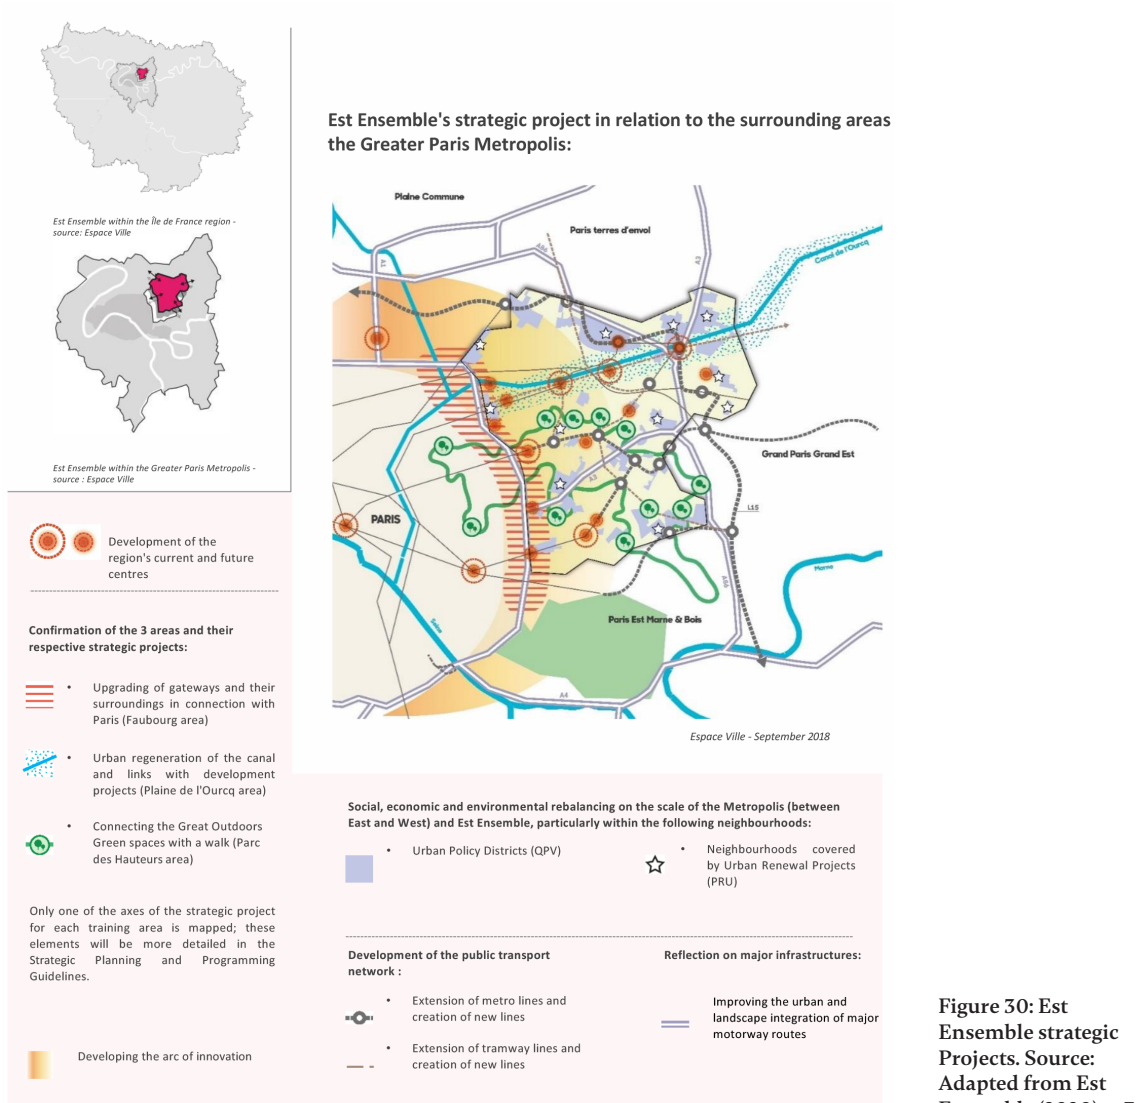 Est Ensemble within the Île de France region -
source: Espace Ville
Est Ensemble within the Greater Paris Metropolis -
source : Espace Ville
Est Ensemble's strategic project in relation to the surrounding areas
the Greater Paris Metropolis:
Plaine Commune
Paris terres d'envol
Canal de l'Ourcq
A1
A86
A3
Grand Paris Grand Est
A3
L15
PARIS
A86
Marne
Seine
Paris Est Marne & Bois
A4
Espace Ville - September 2018
Development of the
region's current and future
centres
Confirmation of the 3 areas and their
respective strategic projects:
• Upgrading of gateways and their
surroundings in connection with
Paris (Faubourg area)
• Urban regeneration of the canal
and links with development
projects (Plaine de l'Ourcq area)
• Connecting the Great Outdoors
Green spaces with a walk (Parc
des Hauteurs area)
Only one of the axes of the strategic project
for each training area is mapped; these
elements will be more detailed in the
Strategic Planning and Programming
Guidelines.
Developing the arc of innovation
Social, economic and environmental rebalancing on the scale of the Metropolis (between
East and West) and Est Ensemble, particularly within the following neighbourhoods:
• Urban Policy Districts (QPV)
• Neighbourhoods covered
by Urban Renewal Projects
(PRU)
Development of the public transport
network :
• Extension of metro lines and
creation of new lines
• Extension of tramway lines and
creation of new lines
Reflection on major infrastructures:
Improving the urban and
landscape integration of major
motorway routes
Figure 30: Est
Ensemble strategic
Projects. Source:
Adapted from Est